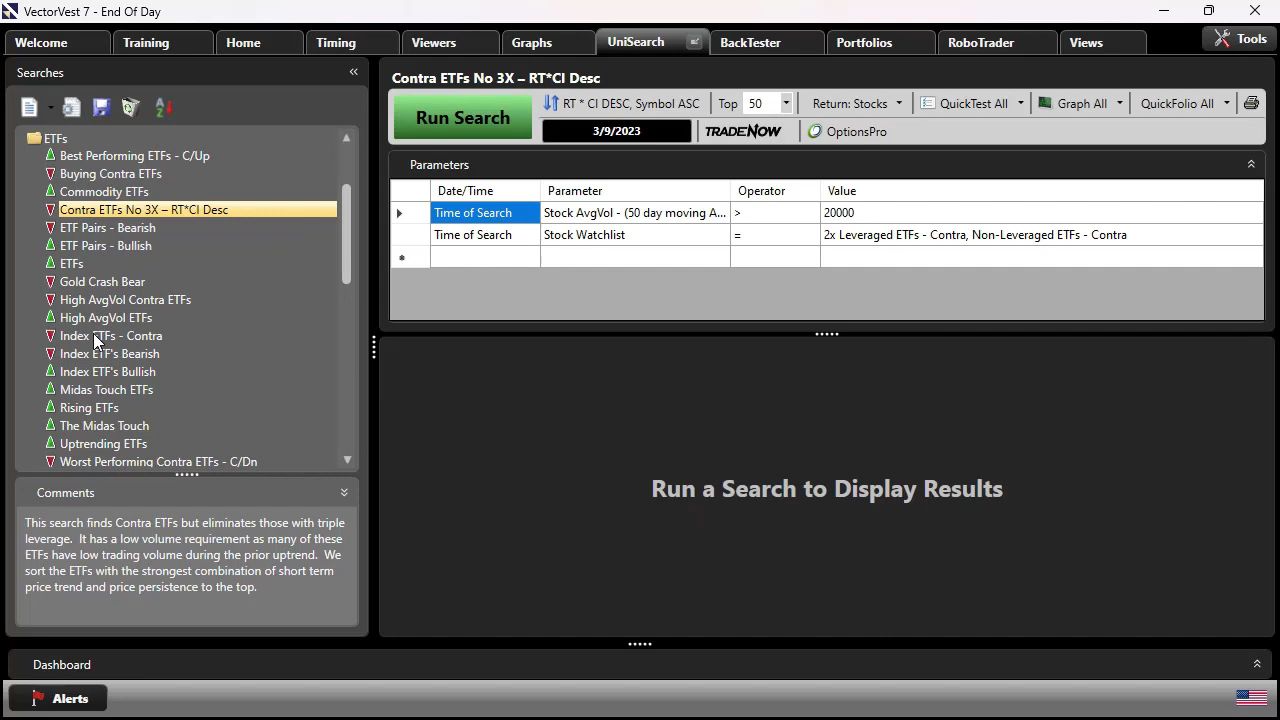 VectorVest 7 - End Of Day
Welcome
Training
Home
Timing
Viewers
Graphs
UniSearch
BackTester
Portfolios
RoboTrader
Views
Tools
Searches
ETFs
Best Performing ETFs - C/Up
Buying Contra ETFs
Commodity ETFs
Contra ETFs No 3X – RT*CI Desc
ETF Pairs - Bearish
ETF Pairs - Bullish
ETFs
Gold Crash Bear
High AvgVol Contra ETFs
High AvgVol ETFs
Index ETFs - Contra
Index ETF's Bearish
Index ETF's Bullish
Midas Touch ETFs
Rising ETFs
The Midas Touch
Uptrending ETFs
Worst Performing Contra ETFs - C/Dn
Comments
This search finds Contra ETFs but eliminates those with triple
leverage. It has a low volume requirement as many of these
ETFs have low trading volume during the prior uptrend. We
sort the ETFs with the strongest combination of short term
price trend and price persistence to the top.
Contra ETFs No 3X – RT*CI Desc
Run Search
RT * CI DESC, Symbol ASC
Top 50
Return: Stocks
QuickTest All
Graph All
QuickFolio All
3/9/2023
TRADENOW
OptionsPro
Parameters
Date/Time Parameter Operator Value
Time of Search Stock AvgVol - (50 day moving A... > 20000
Time of Search Stock Watchlist = 2x Leveraged ETFs - Contra, Non-Leveraged ETFs - Contra
*
Run a Search to Display Results
Dashboard
Alerts